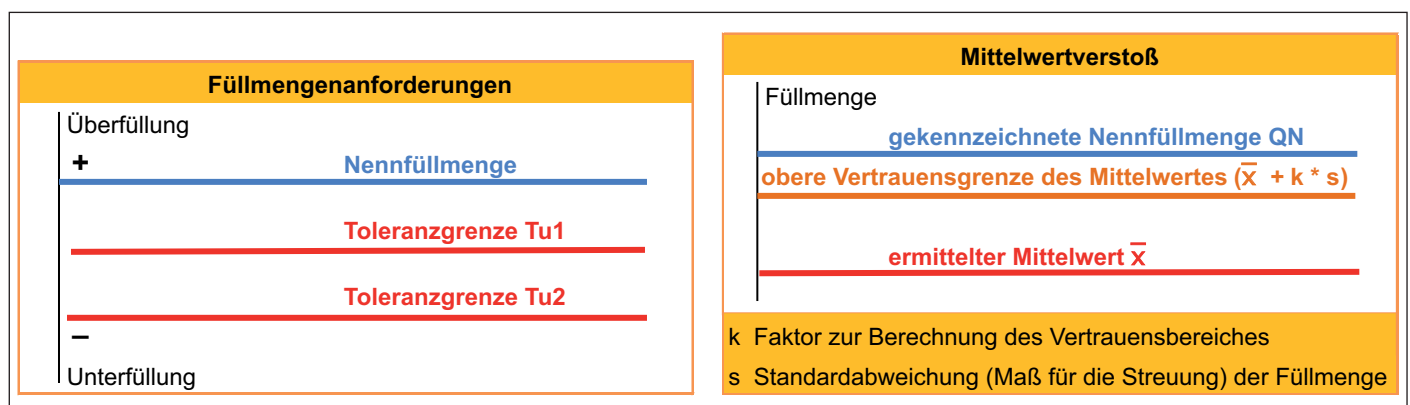 Füllmengenanforderungen
Überfüllung
+
Nennfüllmenge
Toleranzgrenze Tu1
Toleranzgrenze Tu2
–
Unterfüllung
Mittelwertverstoß
Füllmenge
gekennzeichnete Nennfüllmenge QN
obere Vertrauensgrenze des Mittelwertes (x̅ + k * s)
ermittelter Mittelwert x̅
k Faktor zur Berechnung des Vertrauensbereiches
s Standardabweichung (Maß für die Streuung) der Füllmenge